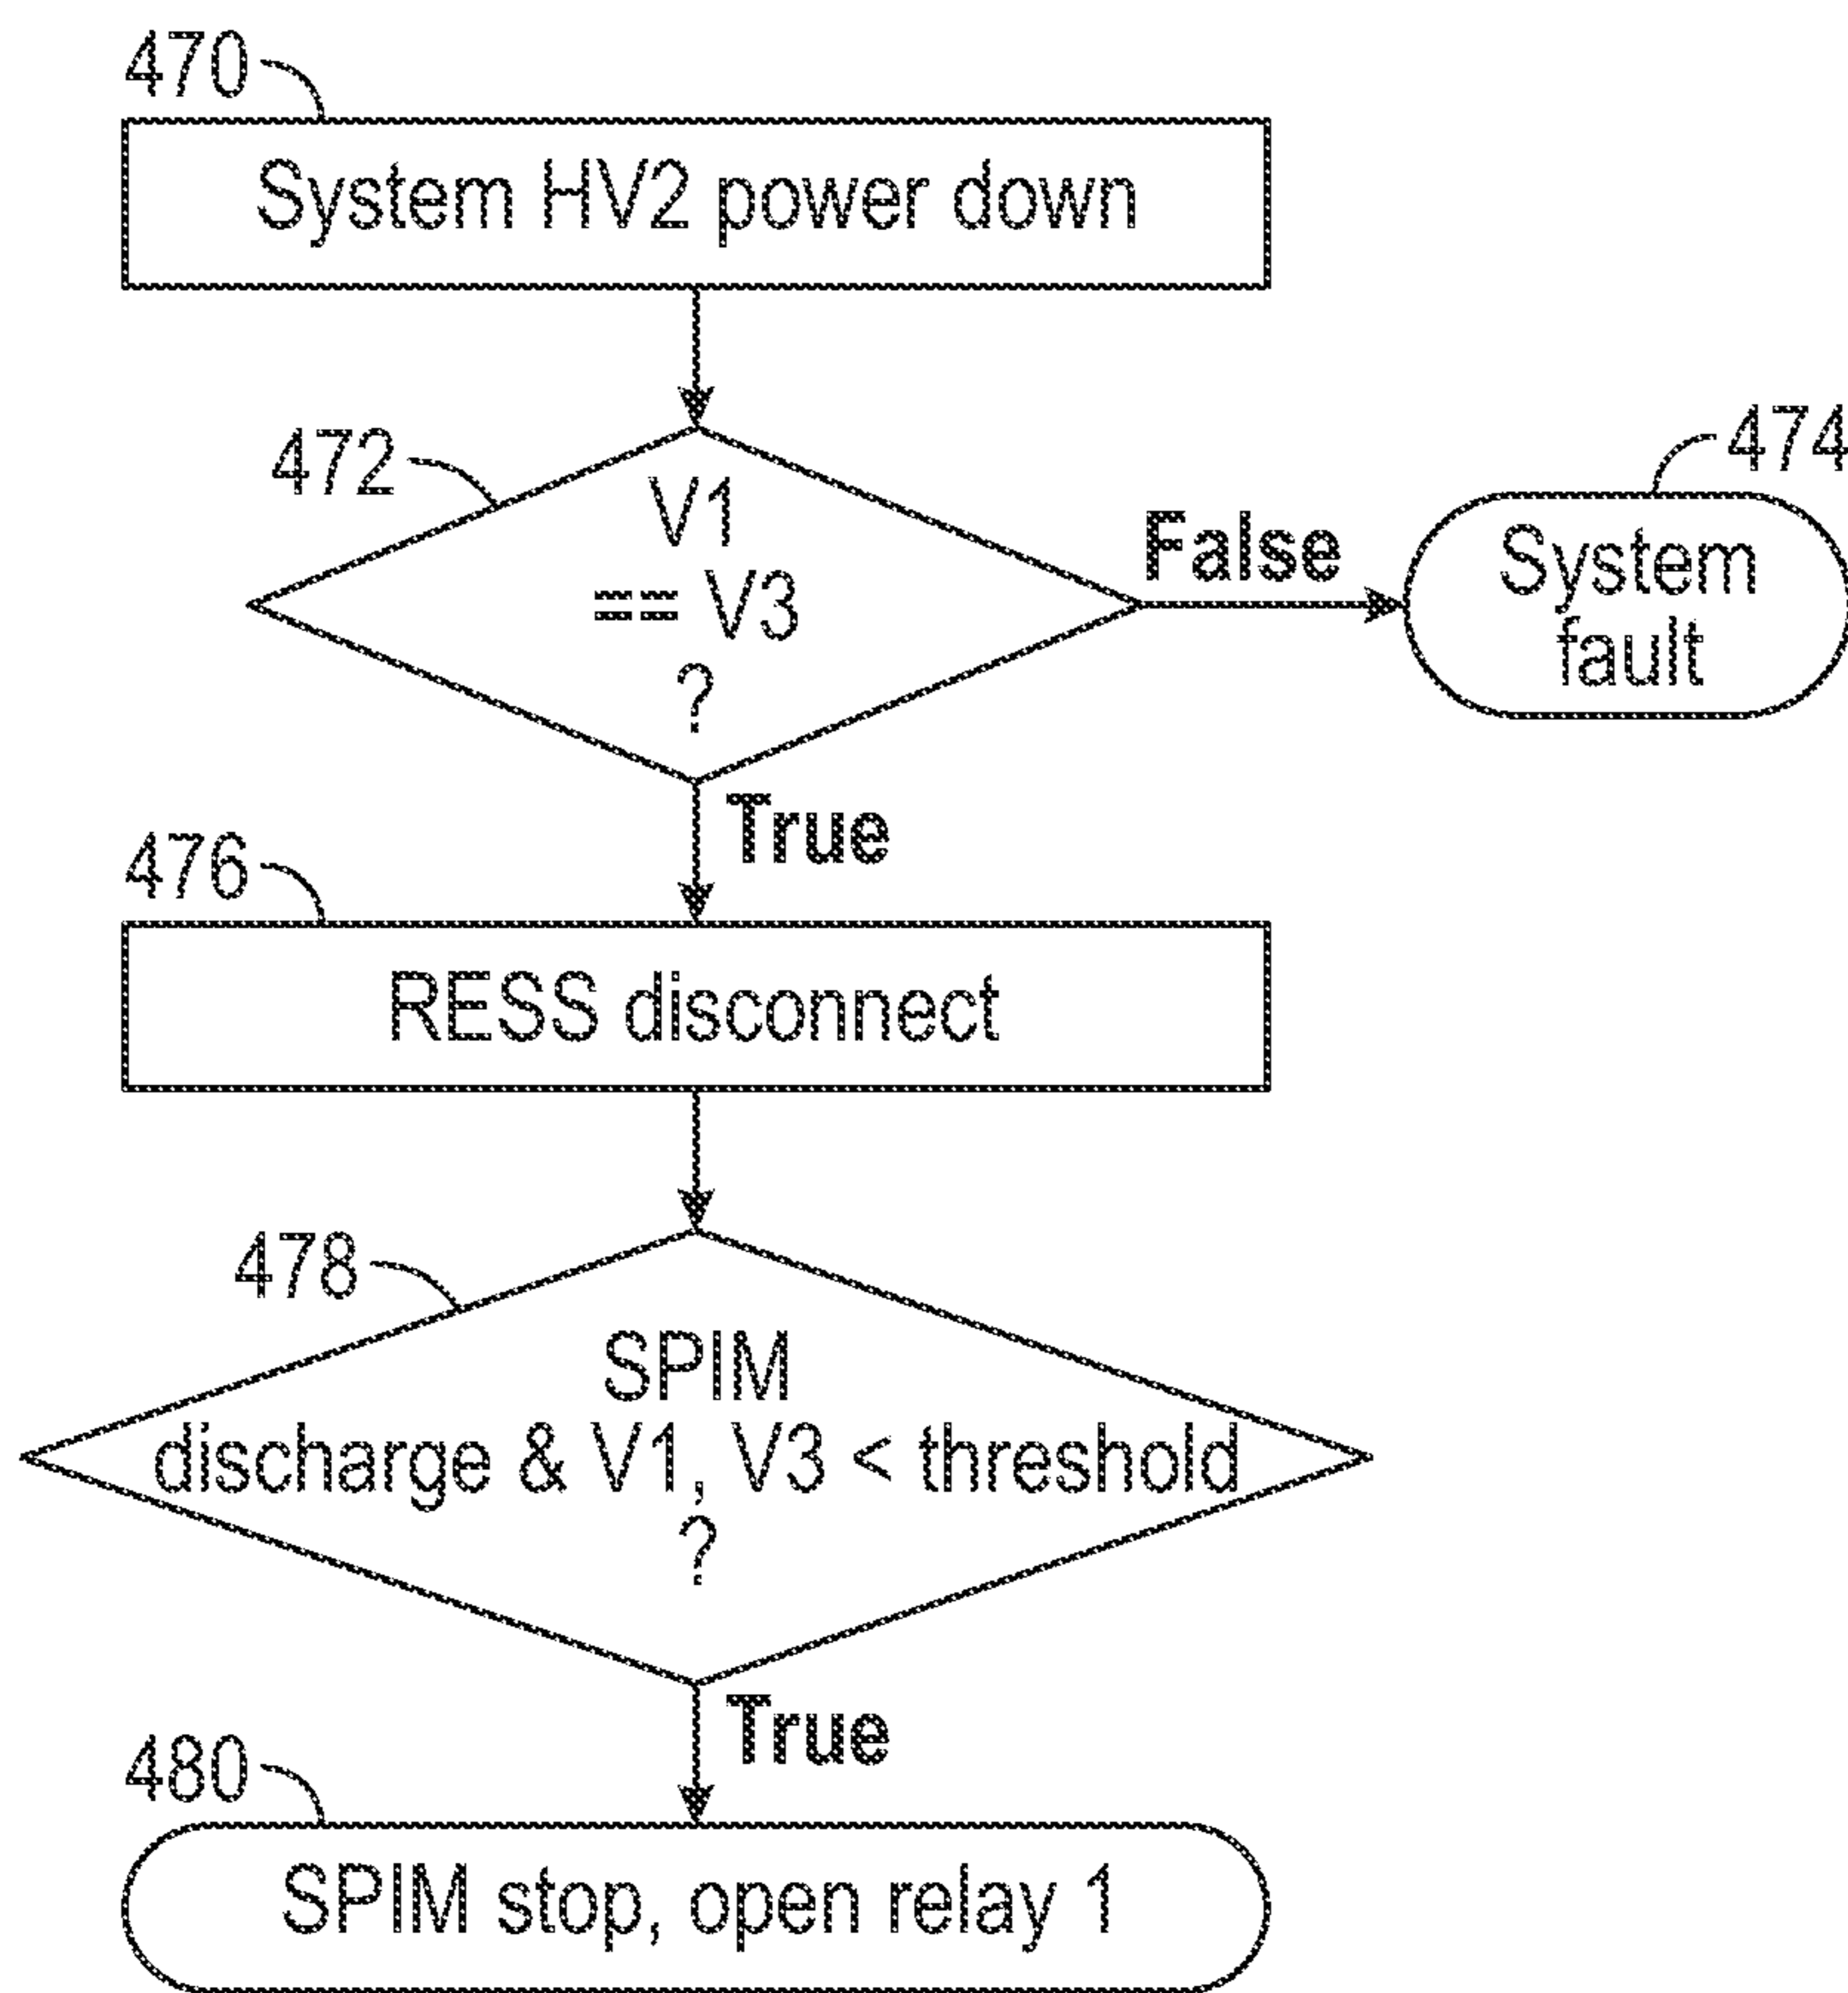 470
System HV2 power down
472
V1
== V3
?
False
474
System
fault
True
476
RESS disconnect
478
SPIM
discharge & V1, V3 < threshold
?
True
480
SPIM stop, open relay 1